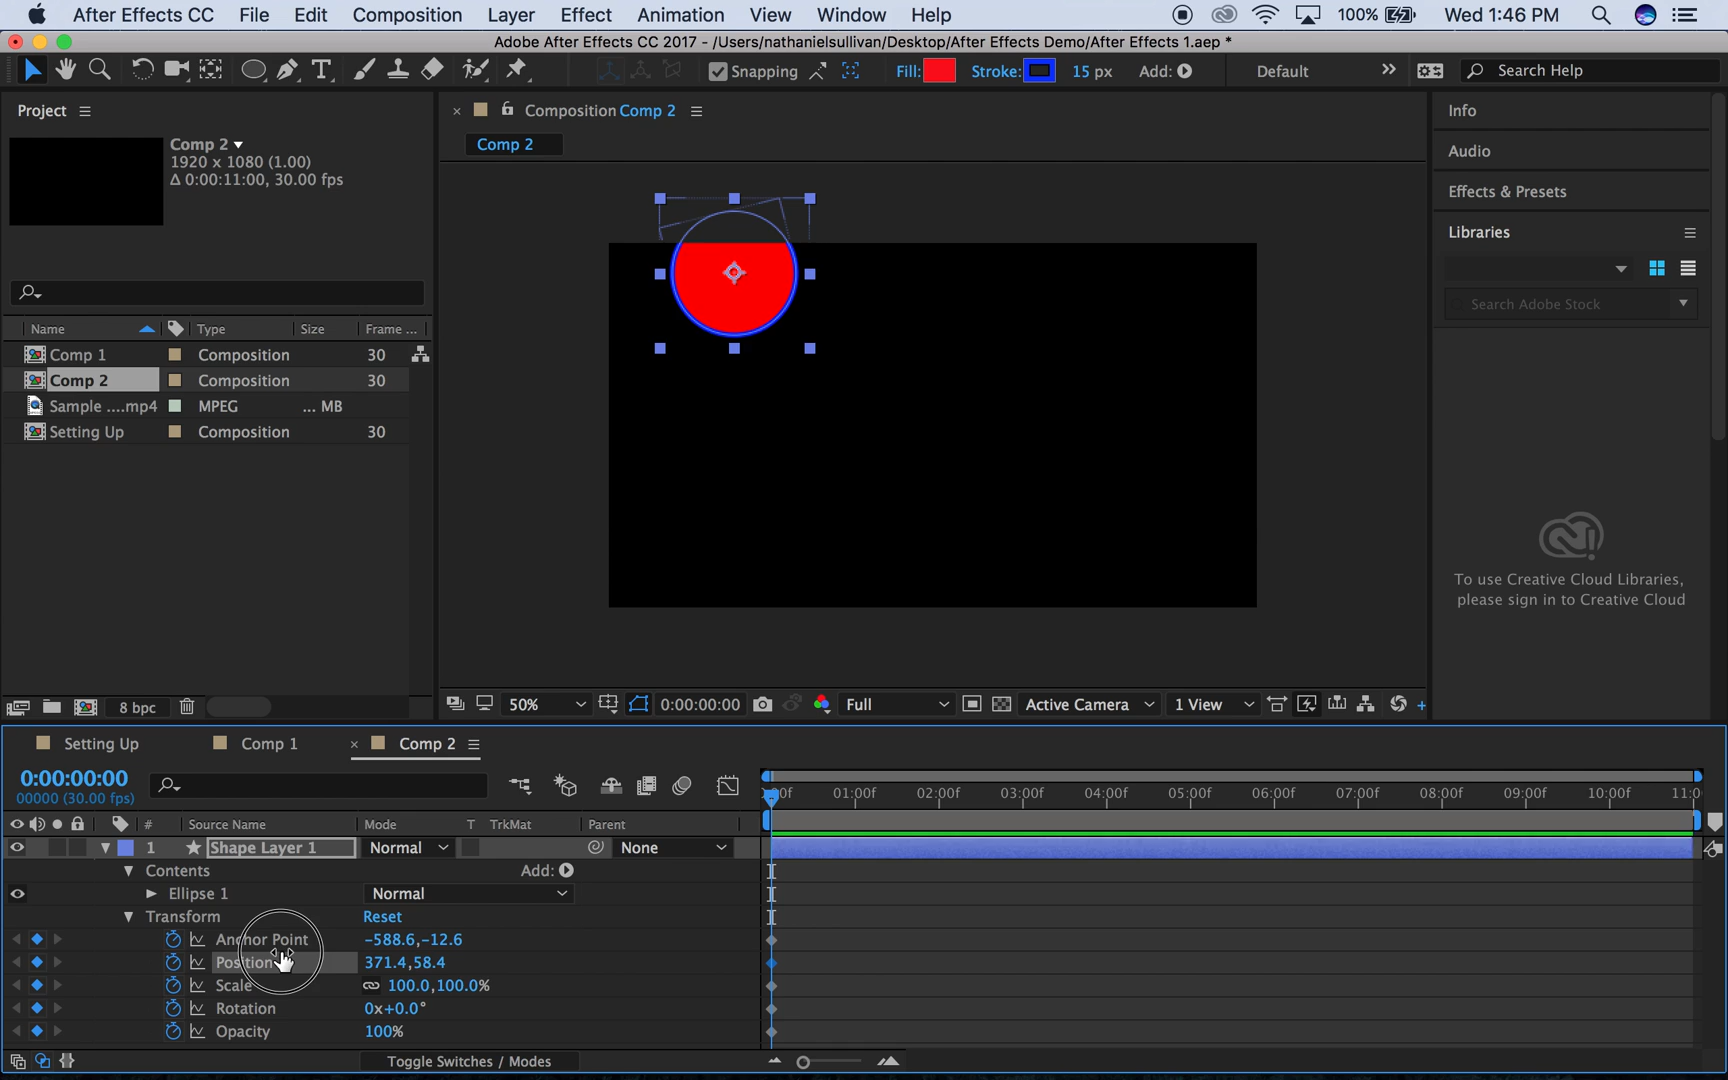 After Effects CC File Edit Composition Layer Effect Animation View Window Help 100% Wed 1:46 PM
Adobe After Effects CC 2017 - /Users/nathanielsullivan/Desktop/After Effects Demo/After Effects 1.aep *
Snapping Fill: Stroke: 15 px Add: Default Search Help
Project
Comp 2
1920 x 1080 (1.00)
Δ 0:00:11:00, 30.00 fps
Name Type Size Frame ...
Comp 1 Composition 30
Comp 2 Composition 30
Sample ....mp4 MPEG ... MB
Setting Up Composition 30
8 bpc
Composition Comp 2
Comp 2
50% 0:00:00:00 Full Active Camera 1 View
Info
Audio
Effects & Presets
Libraries
Search Adobe Stock
To use Creative Cloud Libraries,
please sign in to Creative Cloud
Setting Up Comp 1 Comp 2
0:00:00:00
00000 (30.00 fps)
01:00f 02:00f 03:00f 04:00f 05:00f 06:00f 07:00f 08:00f 09:00f 10:00f 11:0
# Source Name Mode T TrkMat Parent
1 Shape Layer 1 Normal None
Contents Add:
Ellipse 1 Normal
Transform Reset
Anchor Point -588.6,-12.6
Position 371.4,58.4
Scale 100.0,100.0%
Rotation 0x+0.0°
Opacity 100%
Toggle Switches / Modes